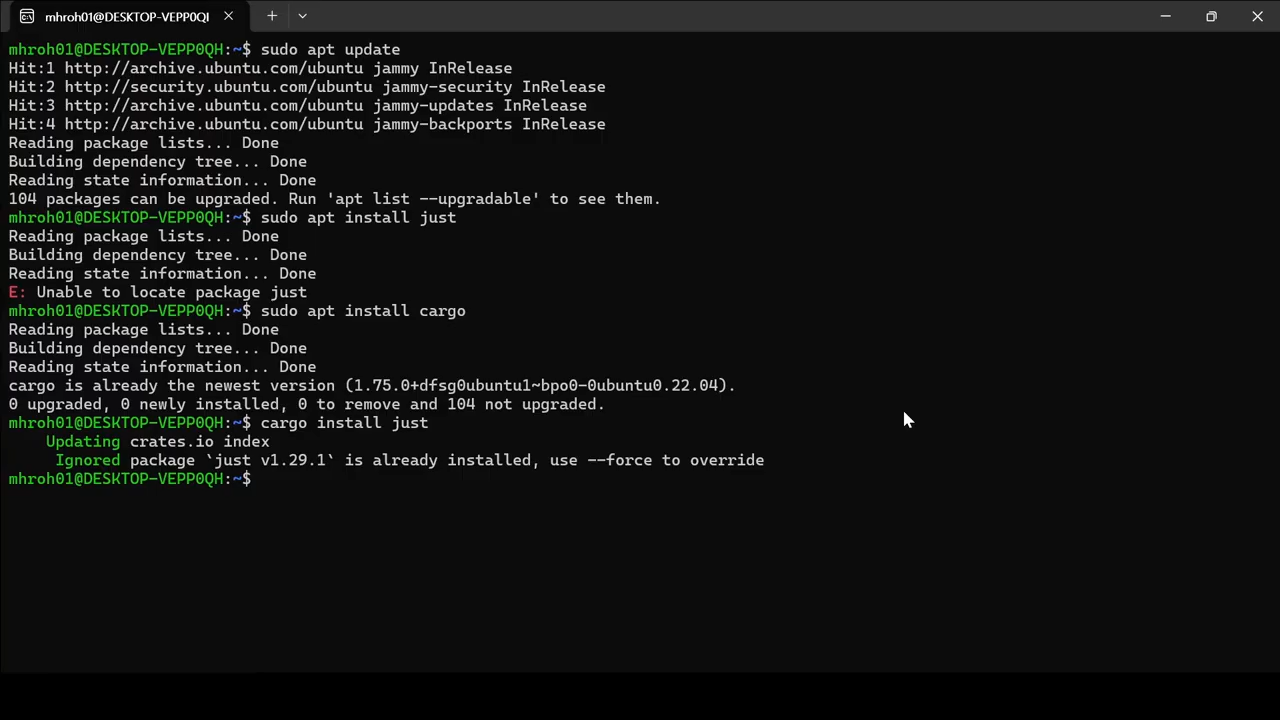 mhroh01@DESKTOP-VEPP0QI
mhroh01@DESKTOP-VEPP0QH:~$ sudo apt update
Hit:1 http://archive.ubuntu.com/ubuntu jammy InRelease
Hit:2 http://security.ubuntu.com/ubuntu jammy-security InRelease
Hit:3 http://archive.ubuntu.com/ubuntu jammy-updates InRelease
Hit:4 http://archive.ubuntu.com/ubuntu jammy-backports InRelease
Reading package lists... Done
Building dependency tree... Done
Reading state information... Done
104 packages can be upgraded. Run 'apt list --upgradable' to see them.
mhroh01@DESKTOP-VEPP0QH:~$ sudo apt install just
Reading package lists... Done
Building dependency tree... Done
Reading state information... Done
E: Unable to locate package just
mhroh01@DESKTOP-VEPP0QH:~$ sudo apt install cargo
Reading package lists... Done
Building dependency tree... Done
Reading state information... Done
cargo is already the newest version (1.75.0+dfsg0ubuntu1~bpo0-0ubuntu0.22.04).
0 upgraded, 0 newly installed, 0 to remove and 104 not upgraded.
mhroh01@DESKTOP-VEPP0QH:~$ cargo install just
    Updating crates.io index
     Ignored package `just v1.29.1` is already installed, use --force to override
mhroh01@DESKTOP-VEPP0QH:~$